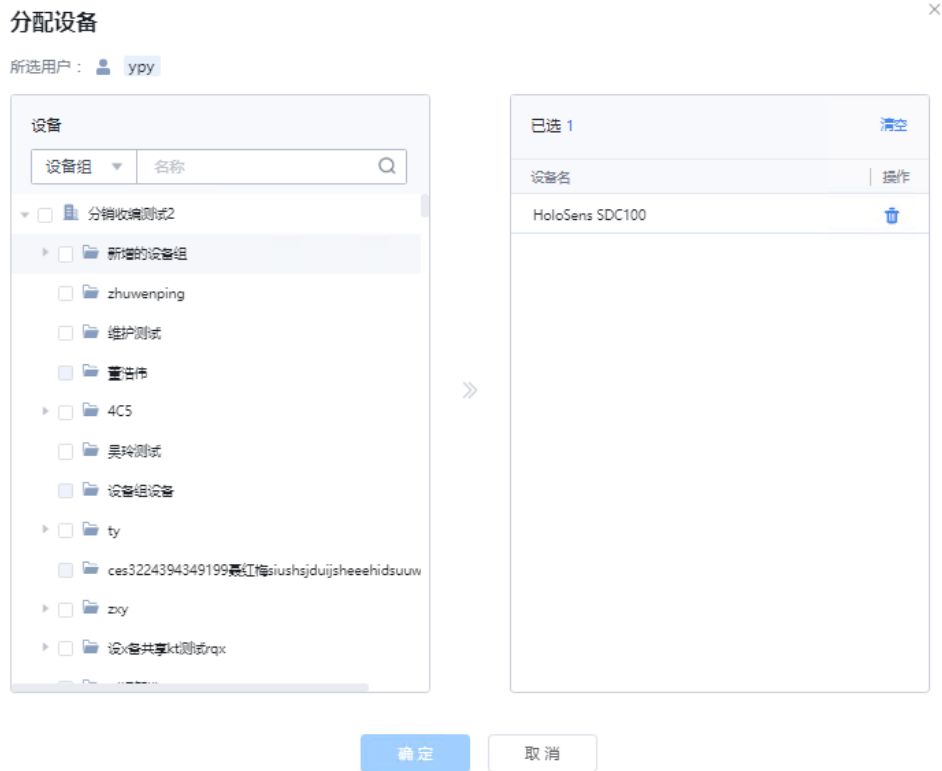 分配设备
所选用户： ypy
设备
设备组 名称
分销收编测试2
新增的设备组
zhuwenping
维护测试
董浩伟
4C5
吴玲测试
设备组设备
ty
ces3224394349199聂红梅siushsjduijsheeehidsuuw
zxy
设x备共享kt测试rqx
已选 1 清空
设备名 操作
HoloSens SDC100
确定 取消